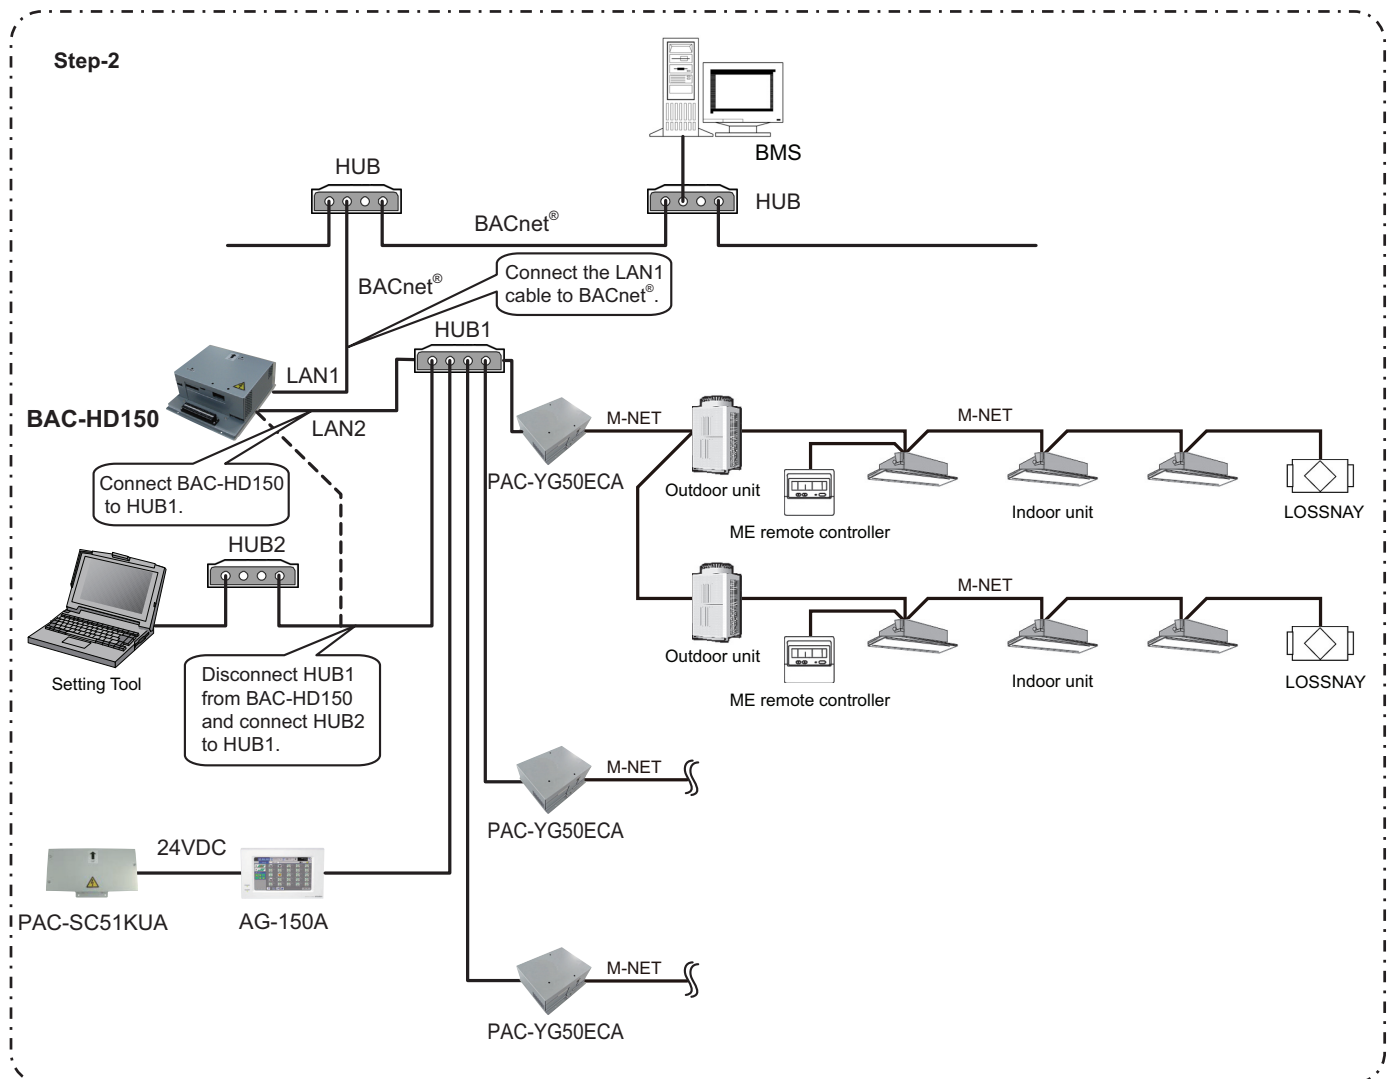 Step-2
BMS
HUB
HUB
BACnet®
BACnet®
Connect the LAN1
cable to BACnet®.
HUB1
LAN1
BAC-HD150
LAN2
M-NET
M-NET
PAC-YG50ECA
Outdoor unit
Connect BAC-HD150
to HUB1.
ME remote controller
Indoor unit
LOSSNAY
HUB2
M-NET
Setting Tool
Outdoor unit
Disconnect HUB1
from BAC-HD150
and connect HUB2
to HUB1.
ME remote controller
Indoor unit
LOSSNAY
M-NET
PAC-YG50ECA
24VDC
PAC-SC51KUA
AG-150A
M-NET
PAC-YG50ECA